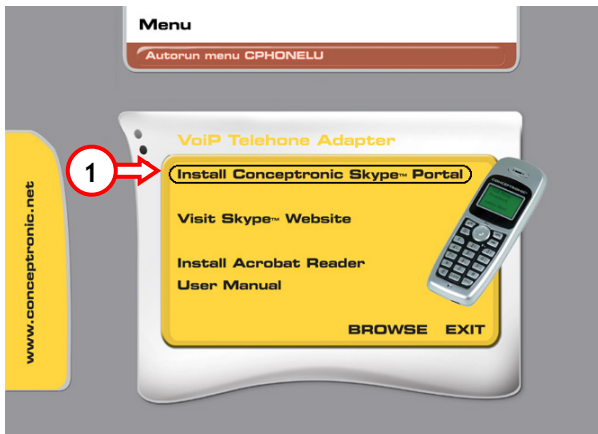 Menu
Autorun menu CPHONELU
www.conceptronic.net
VoiP Telehone Adapter
1
Install Conceptronic Skype™ Portal
Visit Skype™ Website
Install Acrobat Reader
User Manual
BROWSE EXIT